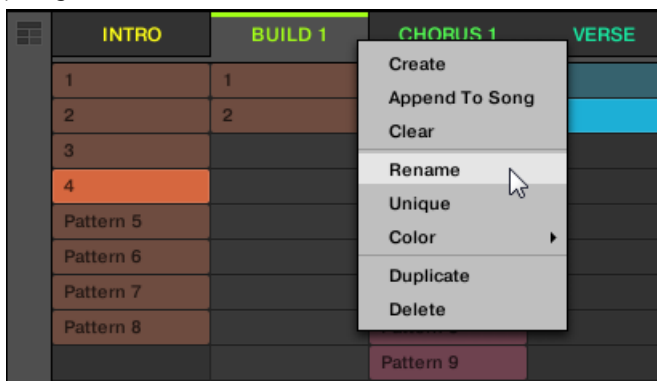 INTRO
BUILD 1
CHORUS 1
VERSE
1
2
3
4
Pattern 5
Pattern 6
Pattern 7
Pattern 8
1
2
Create
Append To Song
Clear
Rename
Unique
Color
Duplicate
Delete
Pattern 9